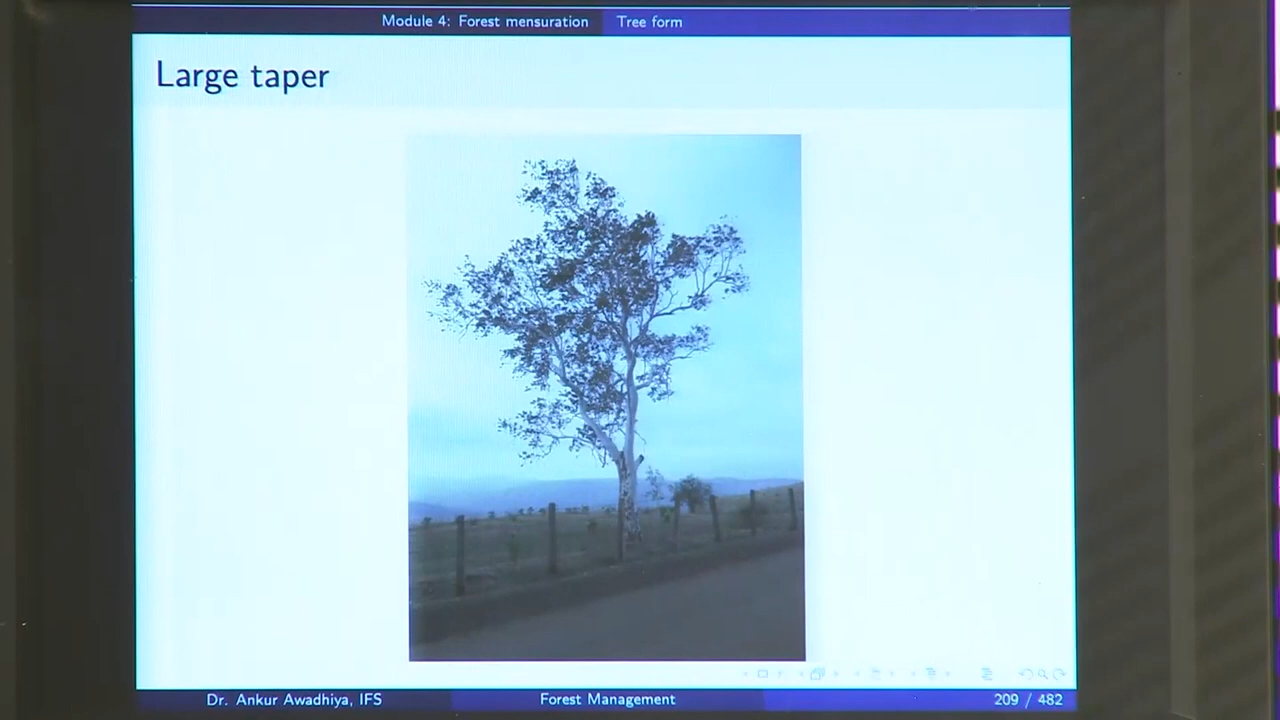 Module 4: Forest mensuration Tree form
Large taper
Dr. Ankur Awadhiya, IFS Forest Management 209 / 482